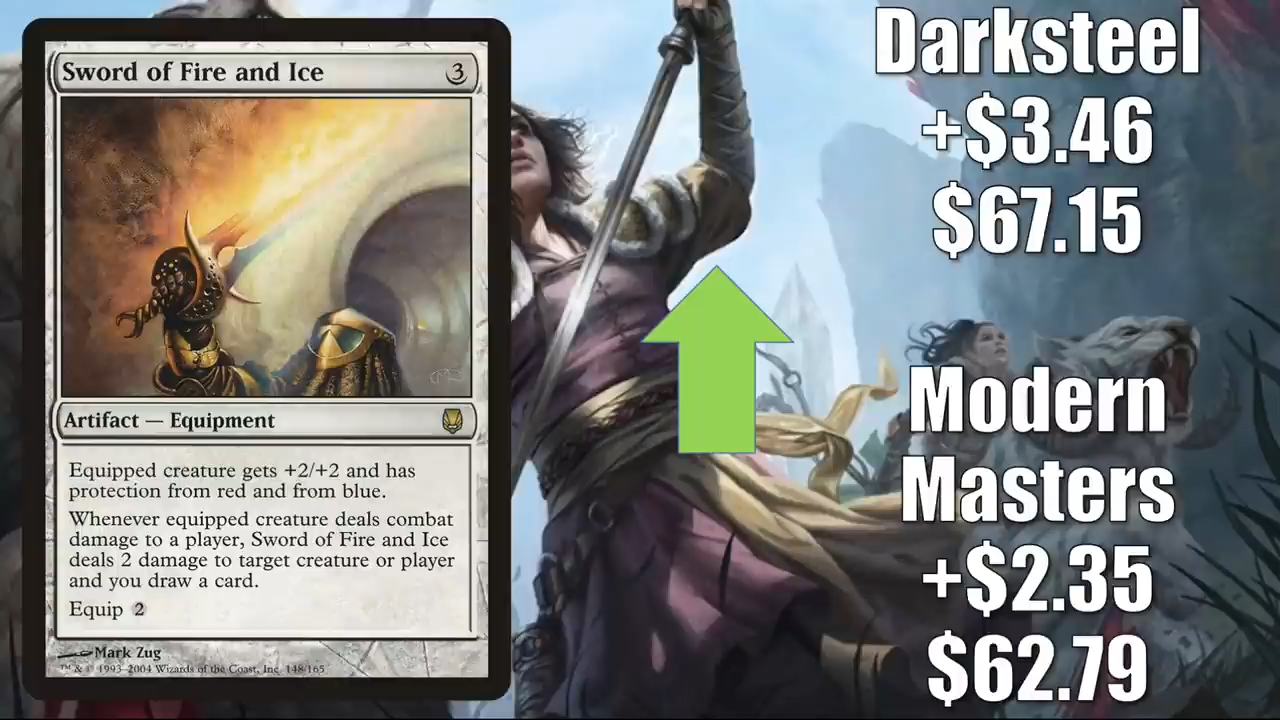 Sword of Fire and Ice 3
Artifact — Equipment
Equipped creature gets +2/+2 and has
protection from red and from blue.
Whenever equipped creature deals combat
damage to a player, Sword of Fire and Ice
deals 2 damage to target creature or player
and you draw a card.
Equip 2
Mark Zug
™ & © 1993–2004 Wizards of the Coast, Inc. 148/165
Darksteel
+$3.46
$67.15
Modern
Masters
+$2.35
$62.79